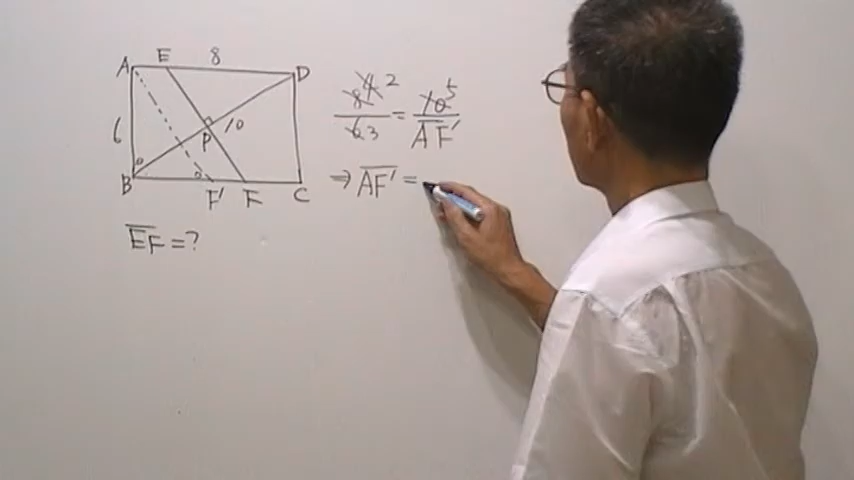 A E 8 D
6 P 10
B F' F C
EF = ?
8 4 2 / 6 3 = 10 5 / AF'
⇒ AF' =